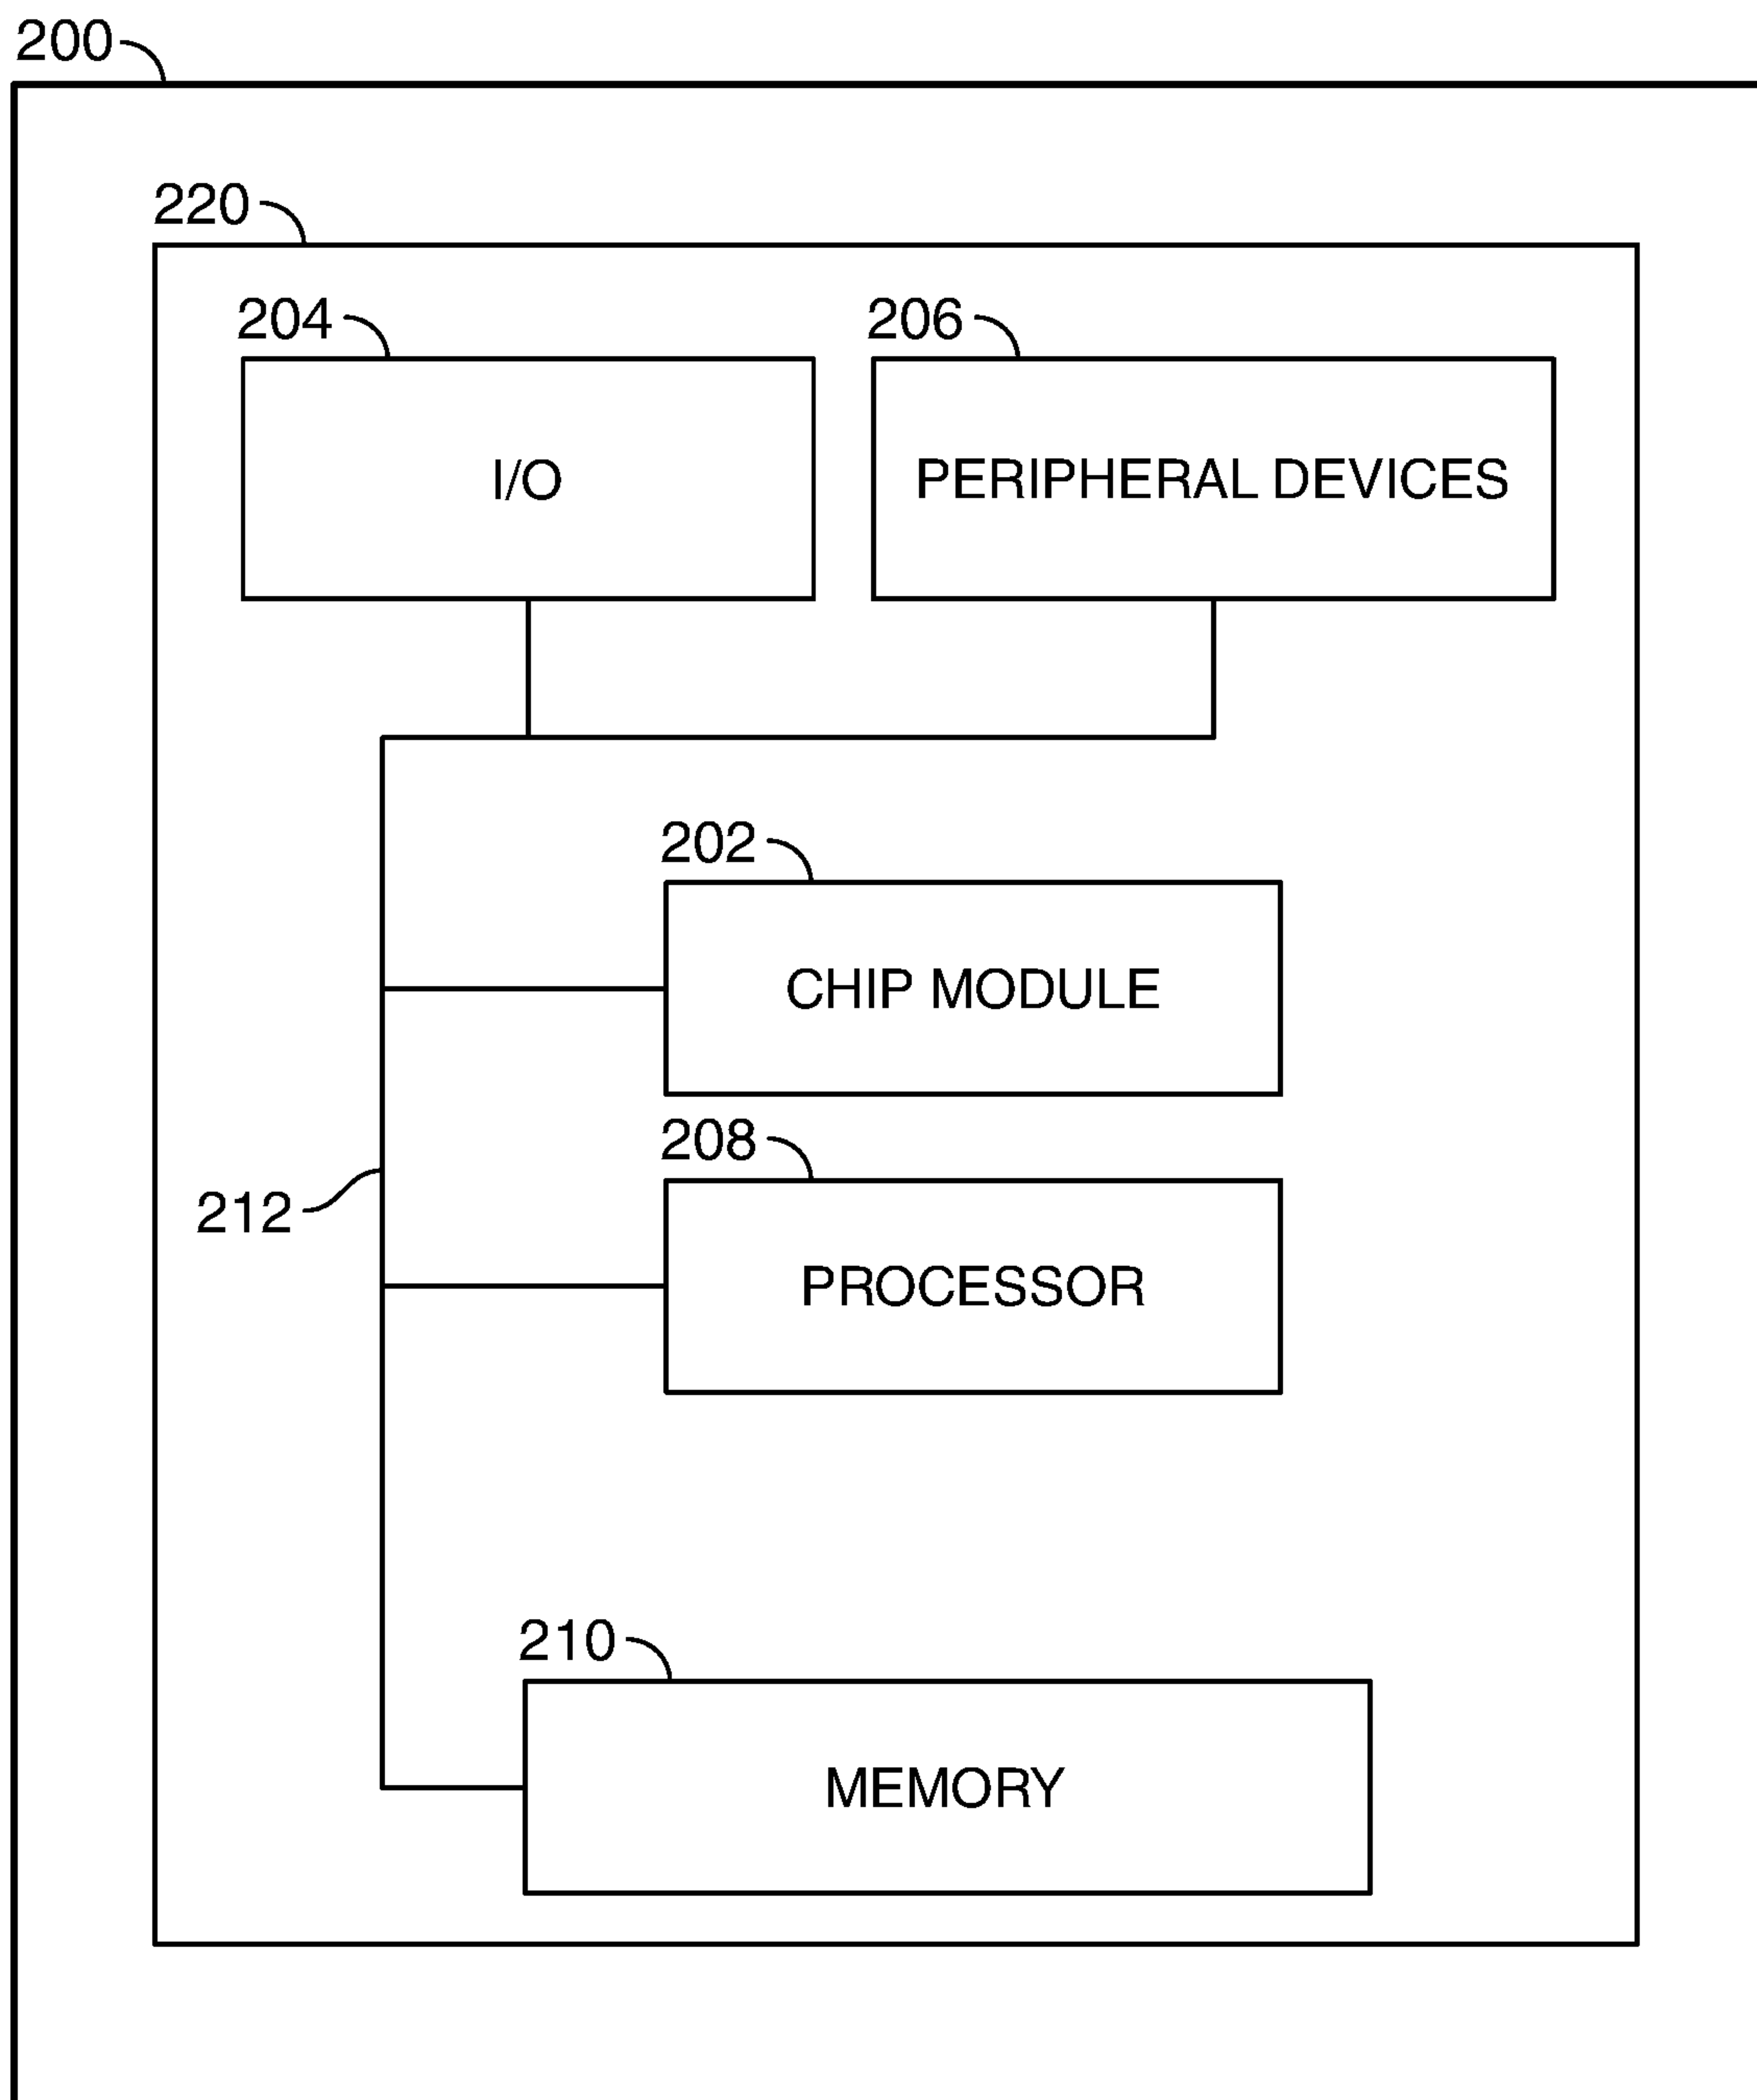 200
220
204
206
I/O
PERIPHERAL DEVICES
202
CHIP MODULE
208
212
PROCESSOR
210
MEMORY